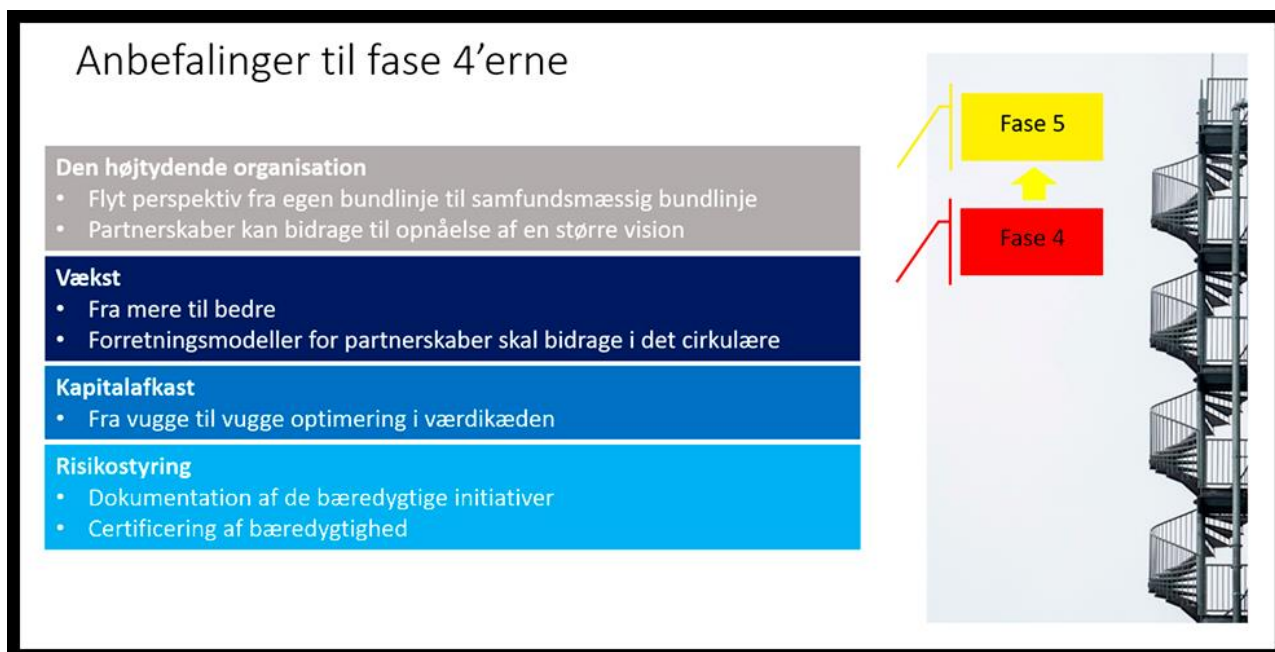 Anbefalinger til fase 4’erne
Den højtydende organisation
• Flyt perspektiv fra egen bundlinje til samfundsmæssig bundlinje
• Partnerskaber kan bidrage til opnåelse af en større vision
Vækst
• Fra mere til bedre
• Forretningsmodeller for partnerskaber skal bidrage i det cirkulære
Kapitalafkast
• Fra vugge til vugge optimering i værdikæden
Risikostyring
• Dokumentation af de bæredygtige initiativer
• Certificering af bæredygtighed
Fase 5
Fase 4